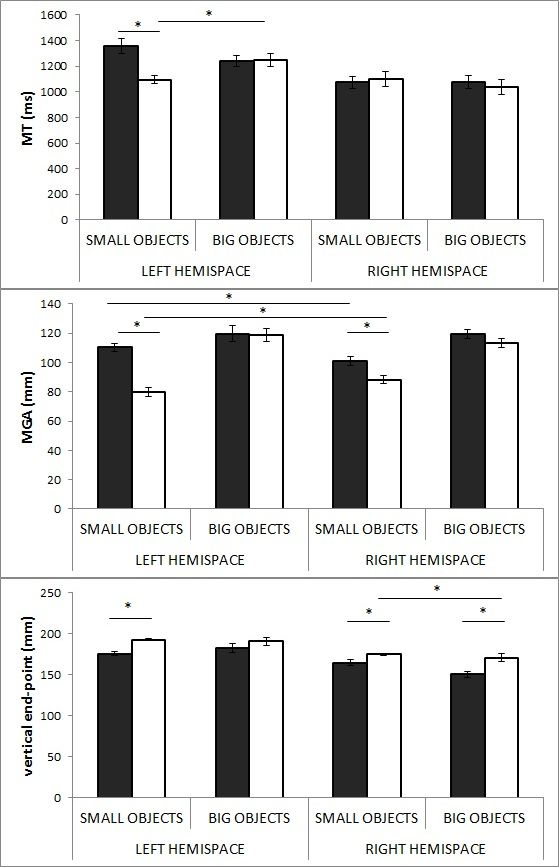 1600
* *
1400
1200
1000
800
600
400
200
0
MT (ms)
SMALL OBJECTS BIG OBJECTS SMALL OBJECTS BIG OBJECTS
LEFT HEMISPACE RIGHT HEMISPACE
140
*
*
120
* *
100
80
60
40
20
0
MGA (mm)
SMALL OBJECTS BIG OBJECTS SMALL OBJECTS BIG OBJECTS
LEFT HEMISPACE RIGHT HEMISPACE
250
*
* * *
200
150
100
50
0
vertical end-point (mm)
SMALL OBJECTS BIG OBJECTS SMALL OBJECTS BIG OBJECTS
LEFT HEMISPACE RIGHT HEMISPACE